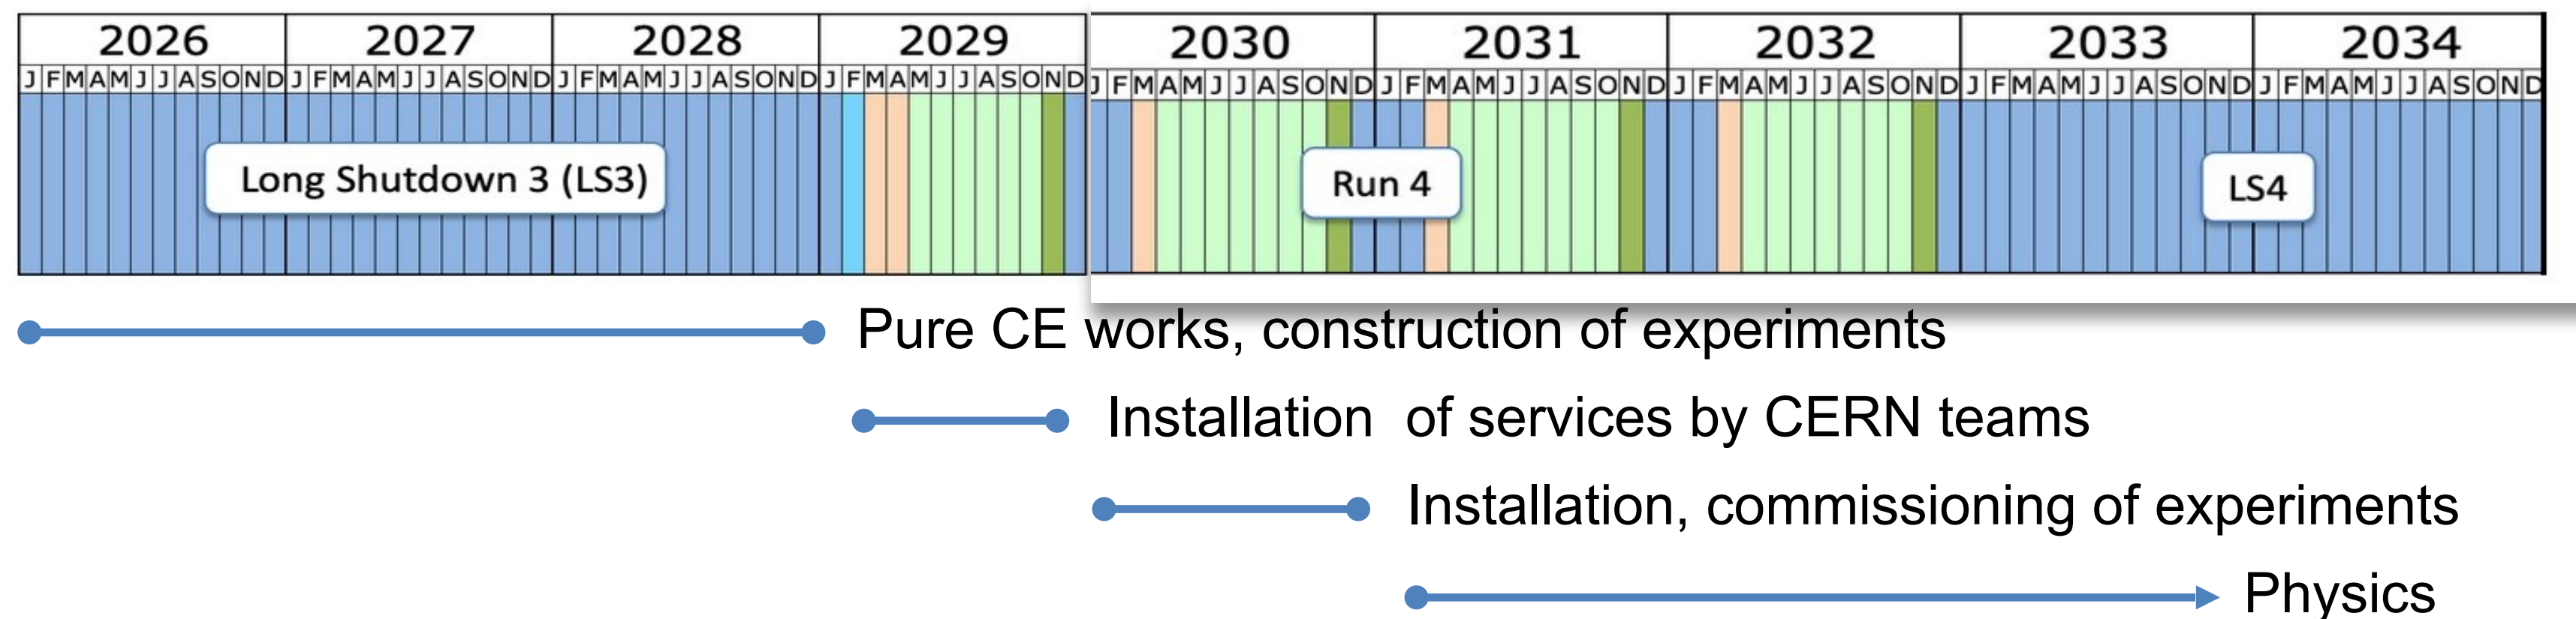 2026 2027 2028 2029 2030 2031 2032 2033 2034
J F M A M J J A S O N D J F M A M J J A S O N D J F M A M J J A S O N D J F M A M J J A S O N D J F M A M J J A S O N D J F M A M J J A S O N D J F M A M J J A S O N D J F M A M J J A S O N D J F M A M J J A S O N D
Long Shutdown 3 (LS3) Run 4 LS4
Pure CE works, construction of experiments
Installation of services by CERN teams
Installation, commissioning of experiments
Physics